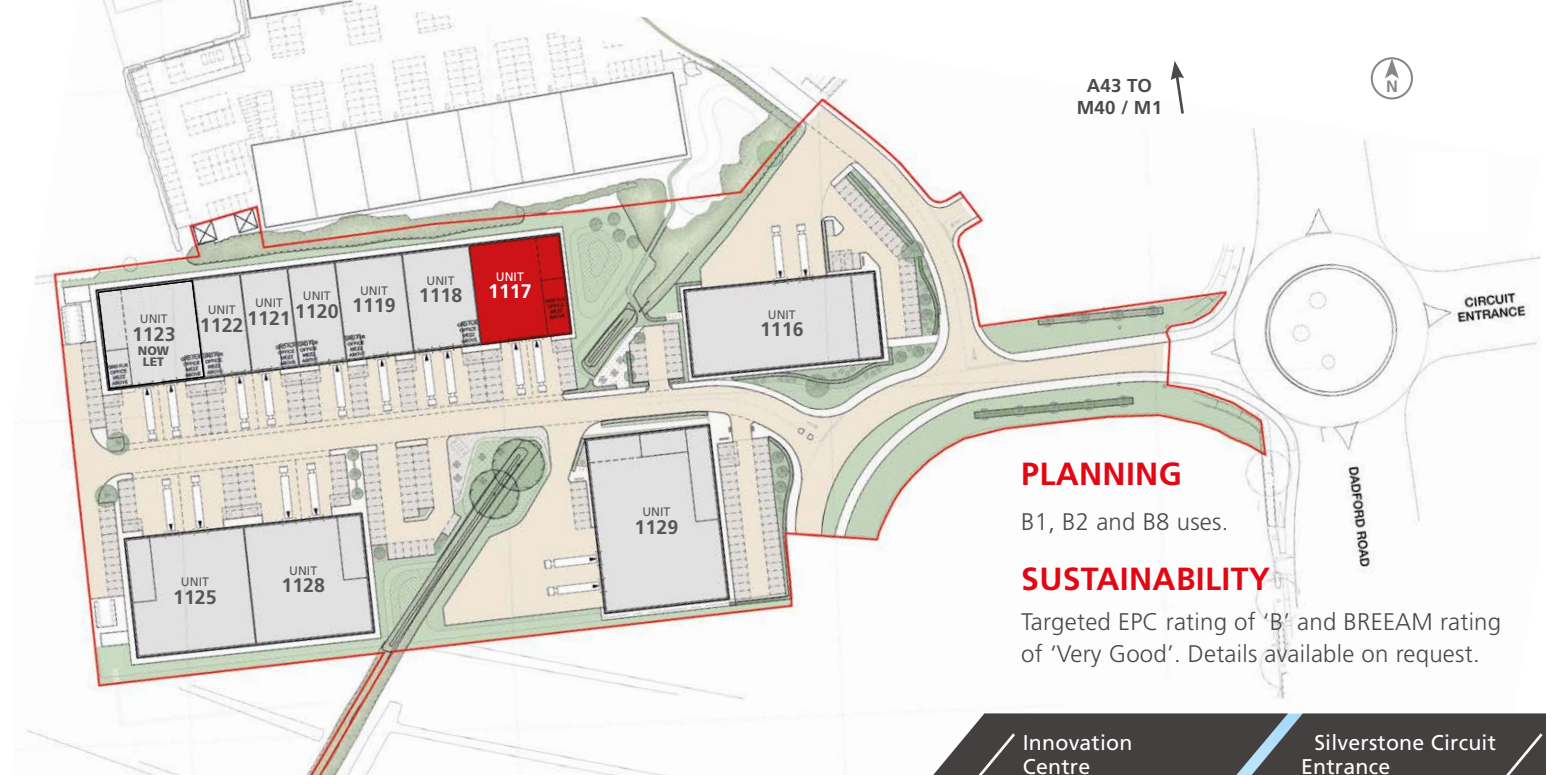 A43 TO
M40 / M1
N
UNIT
1123
NOW
LET
UNIT
1122
UNIT
1121
UNIT
1120
UNIT
1119
UNIT
1118
UNIT
1117
UNIT
1116
CIRCUIT
ENTRANCE
DADFORD ROAD
UNIT
1125
UNIT
1128
UNIT
1129
PLANNING
B1, B2 and B8 uses.
SUSTAINABILITY
Targeted EPC rating of ‘B’ and BREEAM rating
of ‘Very Good’. Details available on request.
Innovation
Centre
Silverstone Circuit
Entrance